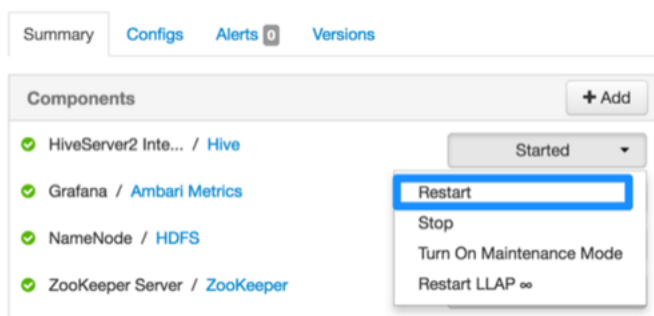 Summary Configs Alerts 0 Versions
Components + Add
HiveServer2 Inte... / Hive Started
Grafana / Ambari Metrics
Restart
NameNode / HDFS
Stop
Turn On Maintenance Mode
ZooKeeper Server / ZooKeeper
Restart LLAP ∞